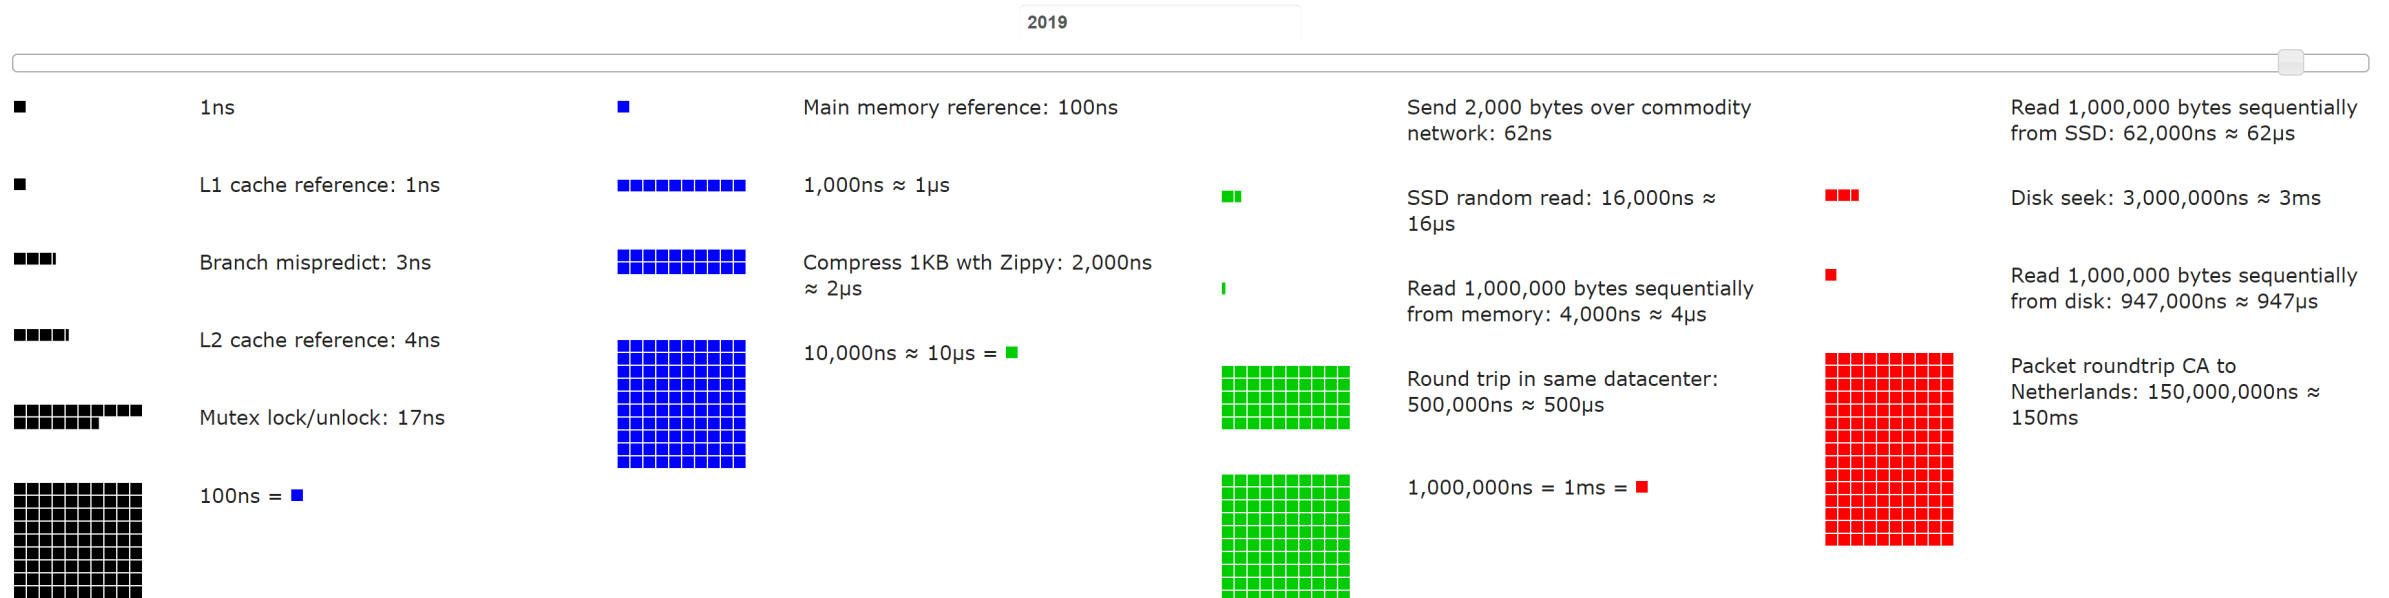 2019
1ns
L1 cache reference: 1ns
Branch mispredict: 3ns
L2 cache reference: 4ns
Mutex lock/unlock: 17ns
100ns =
Main memory reference: 100ns
1,000ns ≈ 1μs
Compress 1KB wth Zippy: 2,000ns
≈ 2μs
10,000ns ≈ 10μs =
Send 2,000 bytes over commodity
network: 62ns
SSD random read: 16,000ns ≈
16μs
Read 1,000,000 bytes sequentially
from memory: 4,000ns ≈ 4μs
Round trip in same datacenter:
500,000ns ≈ 500μs
1,000,000ns = 1ms =
Read 1,000,000 bytes sequentially
from SSD: 62,000ns ≈ 62μs
Disk seek: 3,000,000ns ≈ 3ms
Read 1,000,000 bytes sequentially
from disk: 947,000ns ≈ 947μs
Packet roundtrip CA to
Netherlands: 150,000,000ns ≈
150ms